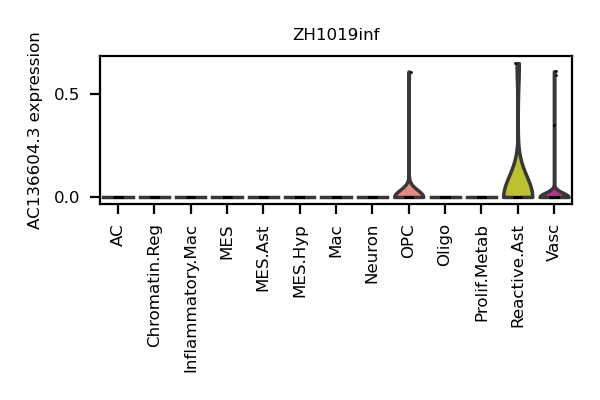 ZH1019inf
AC136604.3 expression
0.5
0.0
AC
Chromatin.Reg
Inflammatory.Mac
MES
MES.Ast
MES.Hyp
Mac
Neuron
OPC
Oligo
Prolif.Metab
Reactive.Ast
Vasc